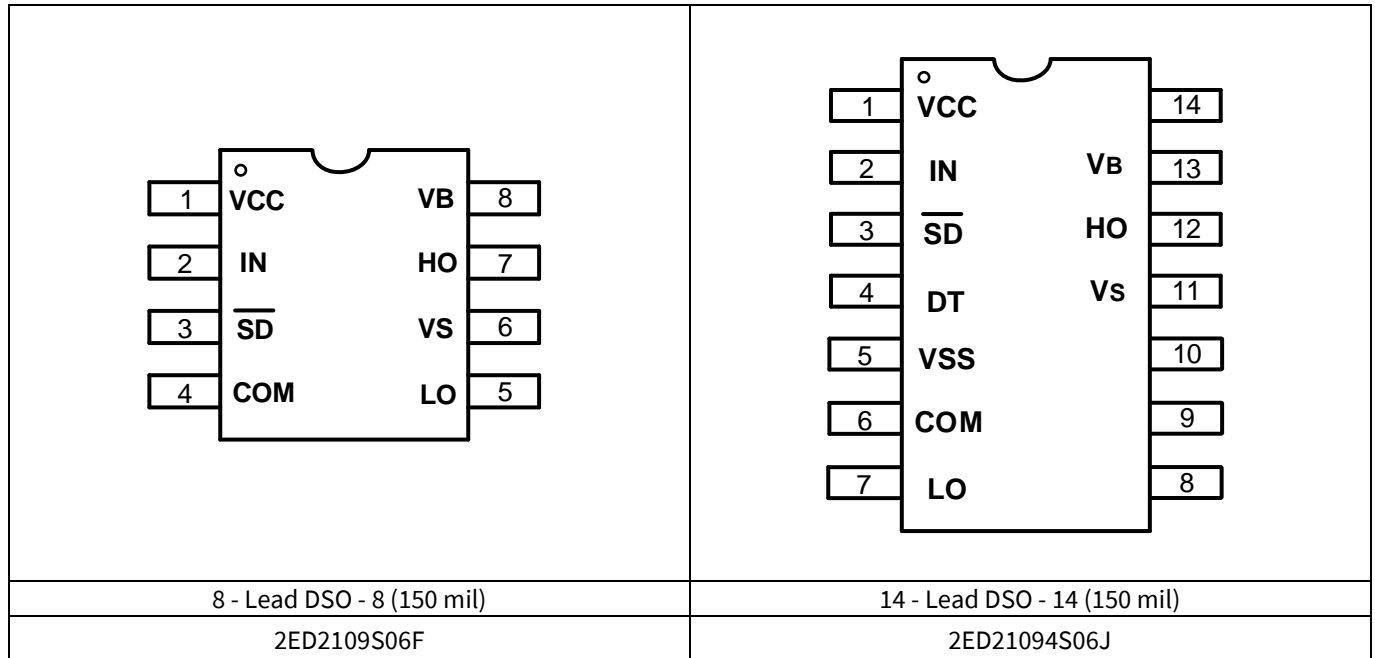 1 VCC VB 8
2 IN HO 7
3 SD VS 6
4 COM LO 5
8 - Lead DSO - 8 (150 mil)
2ED2109S06F
1 VCC 14
2 IN VB 13
3 SD HO 12
4 DT VS 11
5 VSS 10
6 COM 9
7 LO 8
14 - Lead DSO - 14 (150 mil)
2ED21094S06J